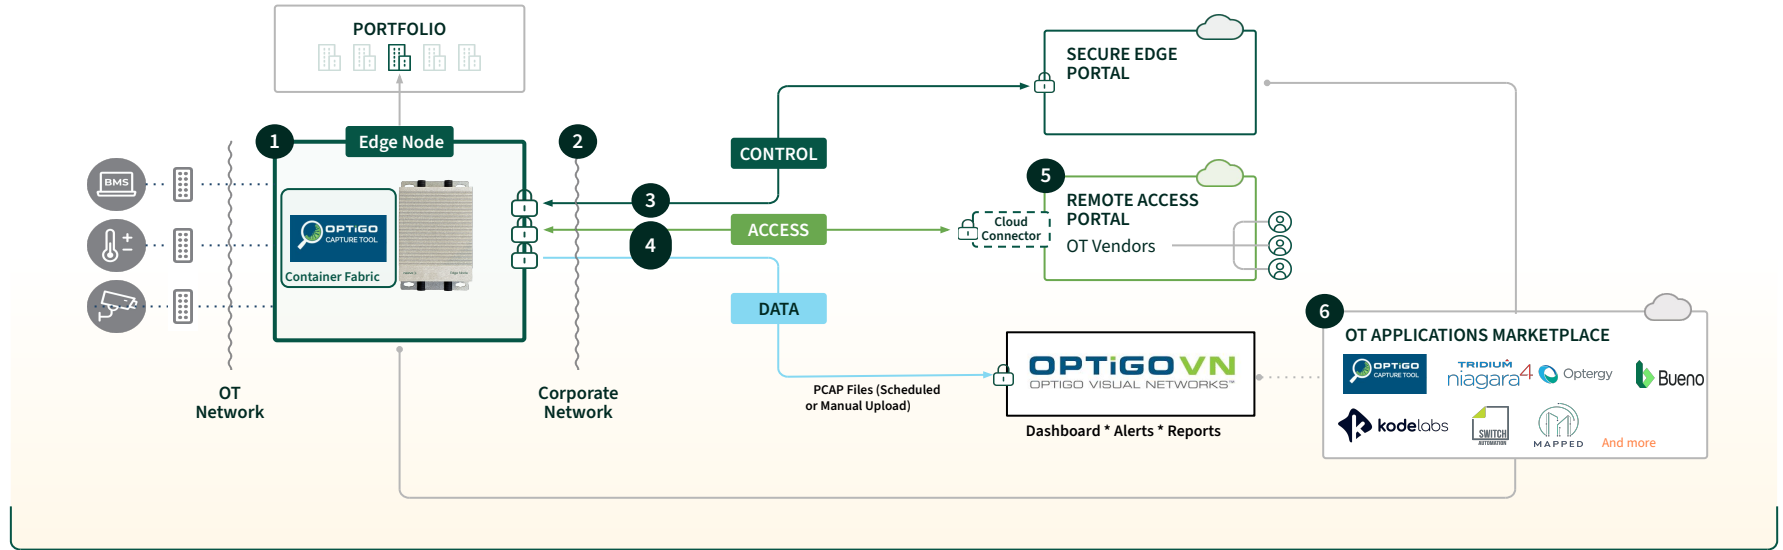 PORTFOLIO
SECURE EDGE
PORTAL
1
Edge Node
2
CONTROL
BMS
5
3
REMOTE ACCESS
PORTAL
OPTiGO
CAPTURE TOOL
ACCESS
Cloud
Connector
4
OT Vendors
Container Fabric
DATA
6
OT APPLICATIONS MARKETPLACE
OPTiGO VN
OPTIGO VISUAL NETWORKS™
OPTiGO
CAPTURE TOOL
TRIDIUM
niagara4
Optergy
Bueno
OT
Network
Corporate
Network
PCAP Files (Scheduled
or Manual Upload)
kodelabs
SWITCH
AUTOMATION
MAPPED
And more
Dashboard * Alerts * Reports